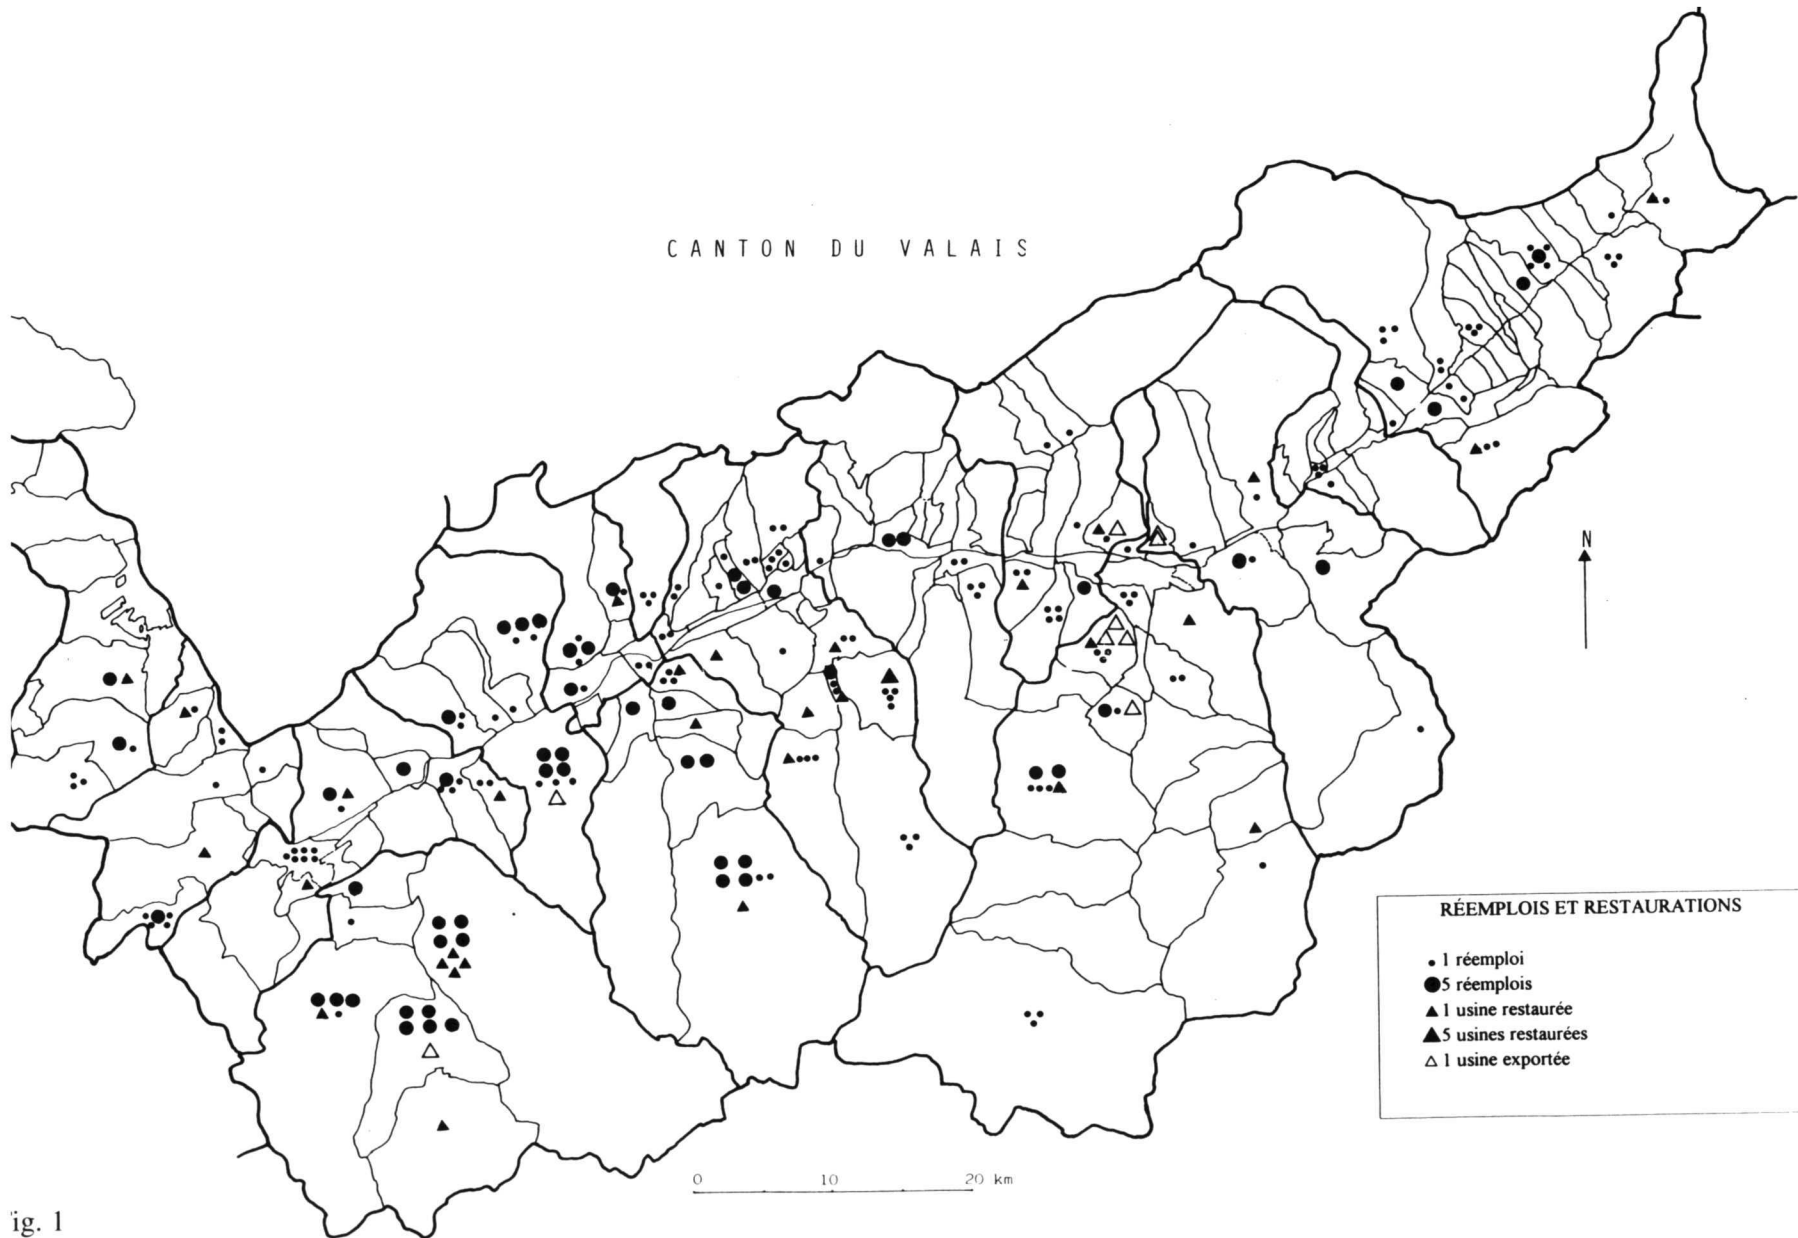 CANTON DU VALAIS
N
RÉEMPLOIS ET RESTAURATIONS
1 réemploi
5 réemplois
1 usine restaurée
5 usines restaurées
1 usine exportée
0 10 20 km
ig. 1